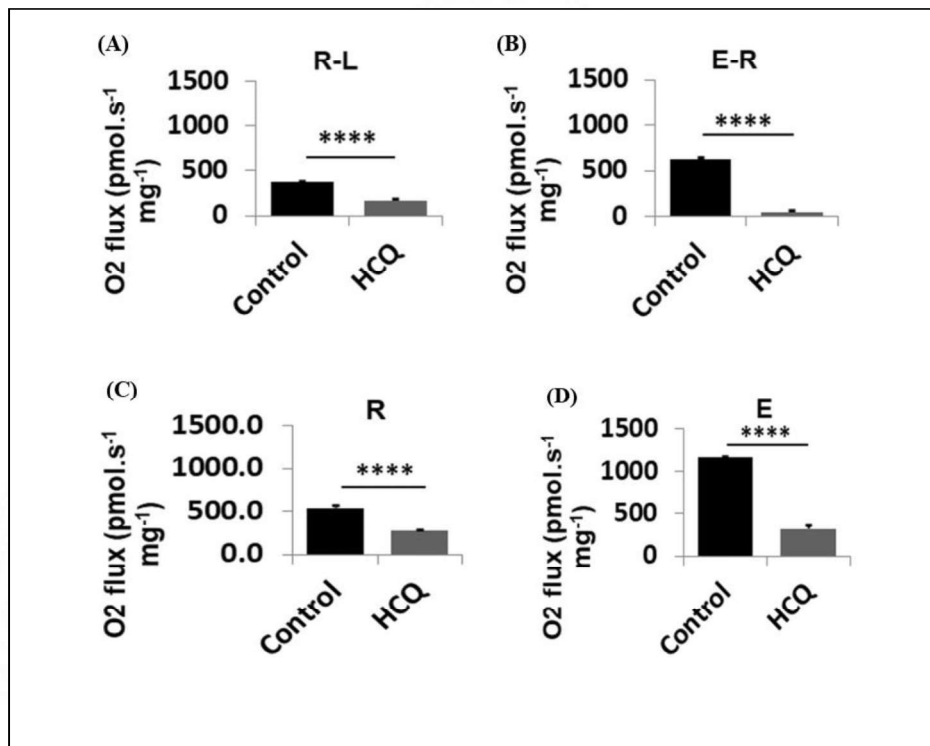 (A)
R-L
O2 flux (pmol.s-1
mg-1)
1500
1000
500
0
****
Control
HCQ
(B)
E-R
O2 flux (pmol.s-1
mg-1)
1500
1000
500
0
****
Control
HCQ
(C)
R
O2 flux (pmol.s-1
mg-1)
1500.0
1000.0
500.0
0.0
****
Control
HCQ
(D)
E
O2 flux (pmol.s-1
mg-1)
1500
1000
500
0
****
Control
HCQ